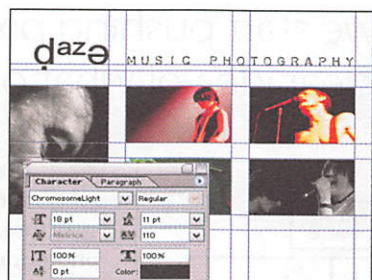 daze MUSIC PHOTOGRAPHY
Character Paragraph
ChromosomeLight Regular
18 pt 11 pt
Metrics 110
100% 100%
0 pt Color: